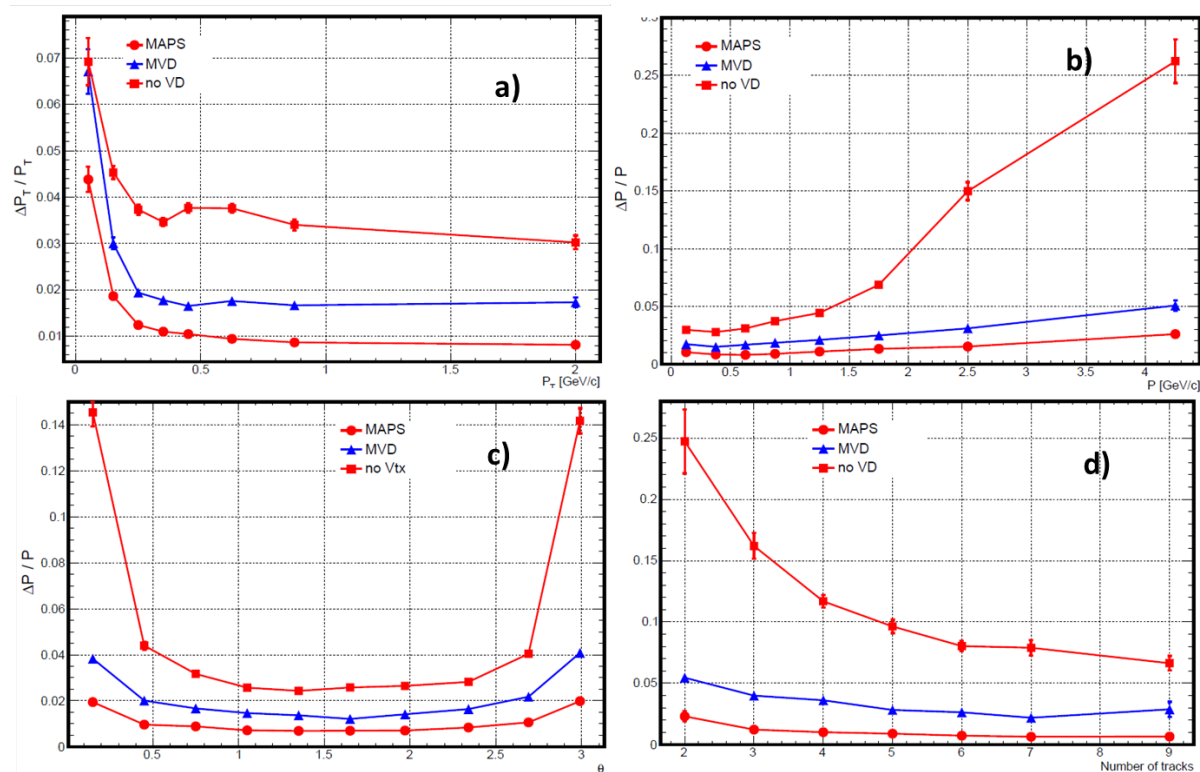 MAPS
MVD
no VD
a)
ΔP_T / P_T
0.07
0.06
0.05
0.04
0.03
0.02
0.01
0 0.5 1 1.5 2
P_T [GeV/c]
MAPS
MVD
no VD
b)
ΔP / P
0.3
0.25
0.2
0.15
0.1
0.05
0
0 0.5 1 1.5 2 2.5 3 3.5 4
P [GeV/c]
MAPS
MVD
no Vtx
c)
ΔP / P
0.14
0.12
0.1
0.08
0.06
0.04
0.02
0
0.5 1 1.5 2 2.5 3
θ
MAPS
MVD
no VD
d)
0.25
0.2
0.15
0.1
0.05
0
2 3 4 5 6 7 8 9
Number of tracks